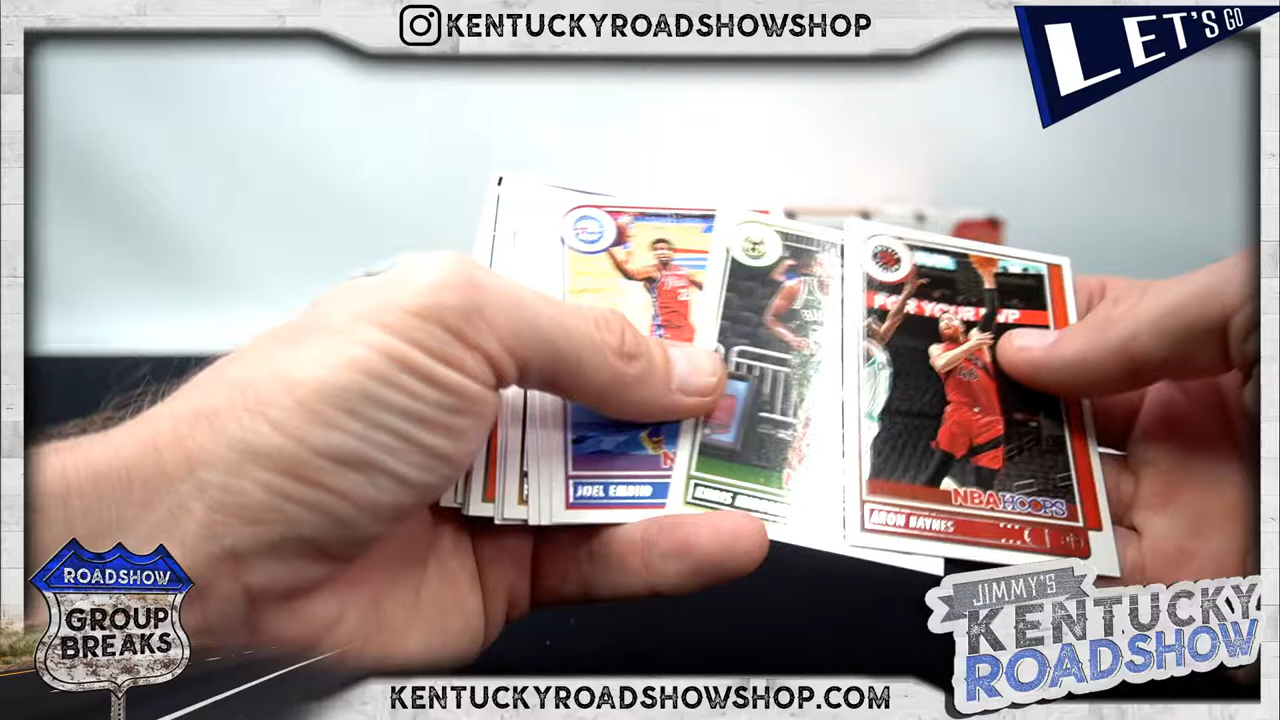 KENTUCKYROADSHOWSHOP
LET'S GO
FOR YOUR MVP
NBA HOOPS
JOEL EMBIID
ARON BAYNES
ROADSHOW
GROUP
BREAKS
JIMMY'S
KENTUCKY
ROADSHOW
KENTUCKYROADSHOWSHOP.COM